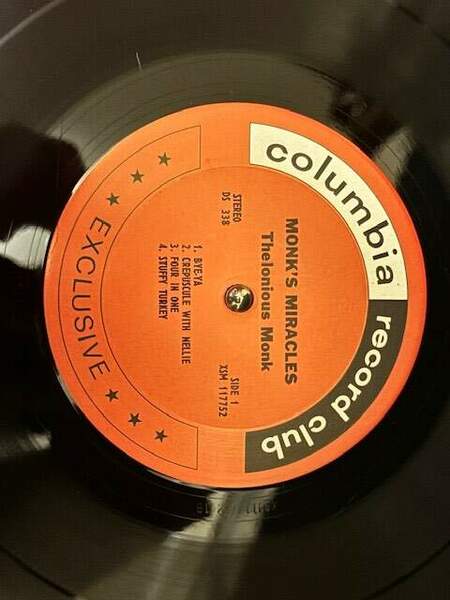 columbia record club
MONK'S MIRACLES
Thelonious Monk
STEREO
DS 338
SIDE 1
XSM 117752
1. BYE-YA
2. CREPUSCULE WITH NELLIE
3. FOUR IN ONE
4. STUFFY TURKEY
★ ★ ★ EXCLUSIVE ★ ★ ★